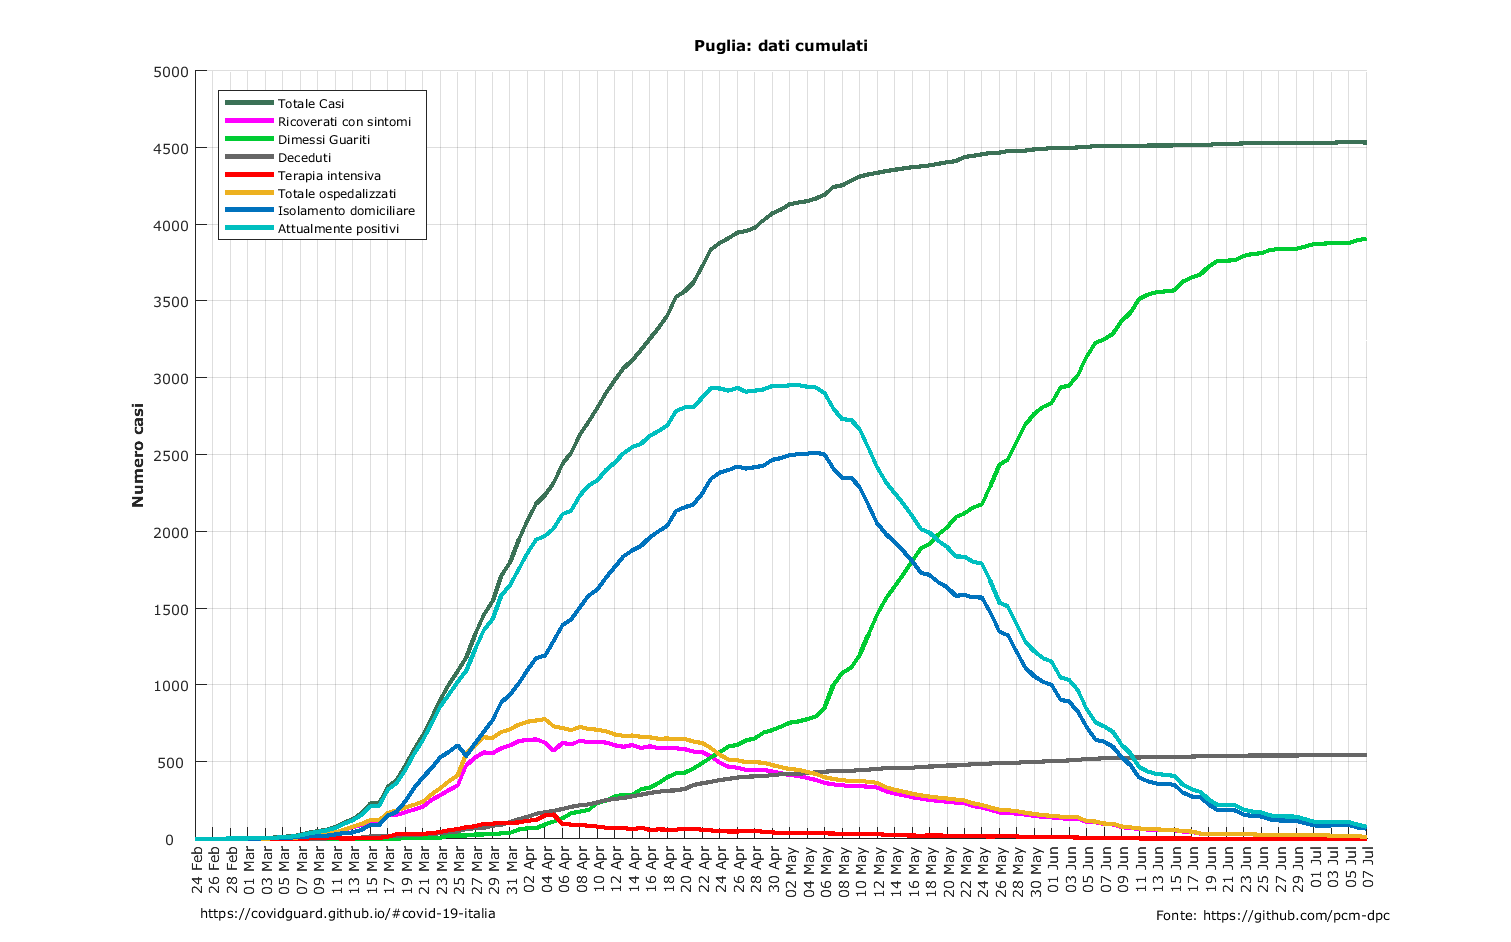 Puglia: dati cumulati
Numero casi
5000
4500
4000
3500
3000
2500
2000
1500
1000
500
0
Totale Casi
Ricoverati con sintomi
Dimessi Guariti
Deceduti
Terapia intensiva
Totale ospedalizzati
Isolamento domiciliare
Attualmente positivi
24 Feb
26 Feb
28 Feb
01 Mar
03 Mar
05 Mar
07 Mar
09 Mar
11 Mar
13 Mar
15 Mar
17 Mar
19 Mar
21 Mar
23 Mar
25 Mar
27 Mar
29 Mar
31 Mar
02 Apr
04 Apr
06 Apr
08 Apr
10 Apr
12 Apr
14 Apr
16 Apr
18 Apr
20 Apr
22 Apr
24 Apr
26 Apr
28 Apr
30 Apr
02 May
04 May
06 May
08 May
10 May
12 May
14 May
16 May
18 May
20 May
22 May
24 May
26 May
28 May
30 May
01 Jun
03 Jun
05 Jun
07 Jun
09 Jun
11 Jun
13 Jun
15 Jun
17 Jun
19 Jun
21 Jun
23 Jun
25 Jun
27 Jun
29 Jun
01 Jul
03 Jul
05 Jul
07 Jul
https://covidguard.github.io/#covid-19-italia
Fonte: https://github.com/pcm-dpc